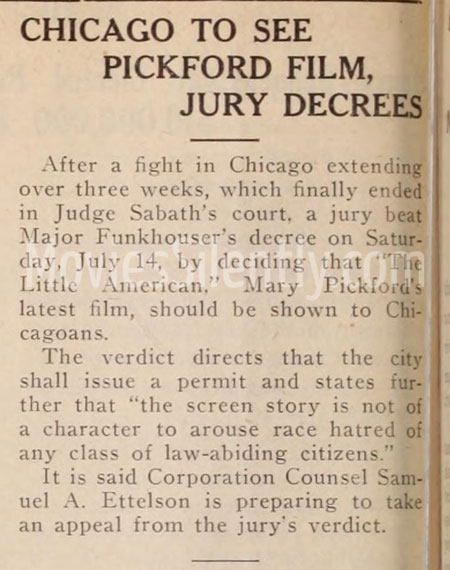 CHICAGO TO SEE
PICKFORD FILM,
JURY DECREES
After a fight in Chicago extending
over three weeks, which finally ended
in Judge Sabath's court, a jury beat
Major Funkhouser's decree on Satur-
day, July 14, by deciding that "The
Little American," Mary Pickford's
latest film, should be shown to Chi-
cagoans.
The verdict directs that the city
shall issue a permit and states fur-
ther that "the screen story is not of
a character to arouse race hatred of
any class of law-abiding citizens."
It is said Corporation Counsel Sam-
uel A. Ettelson is preparing to take
an appeal from the jury's verdict.
MoviesSilently.com